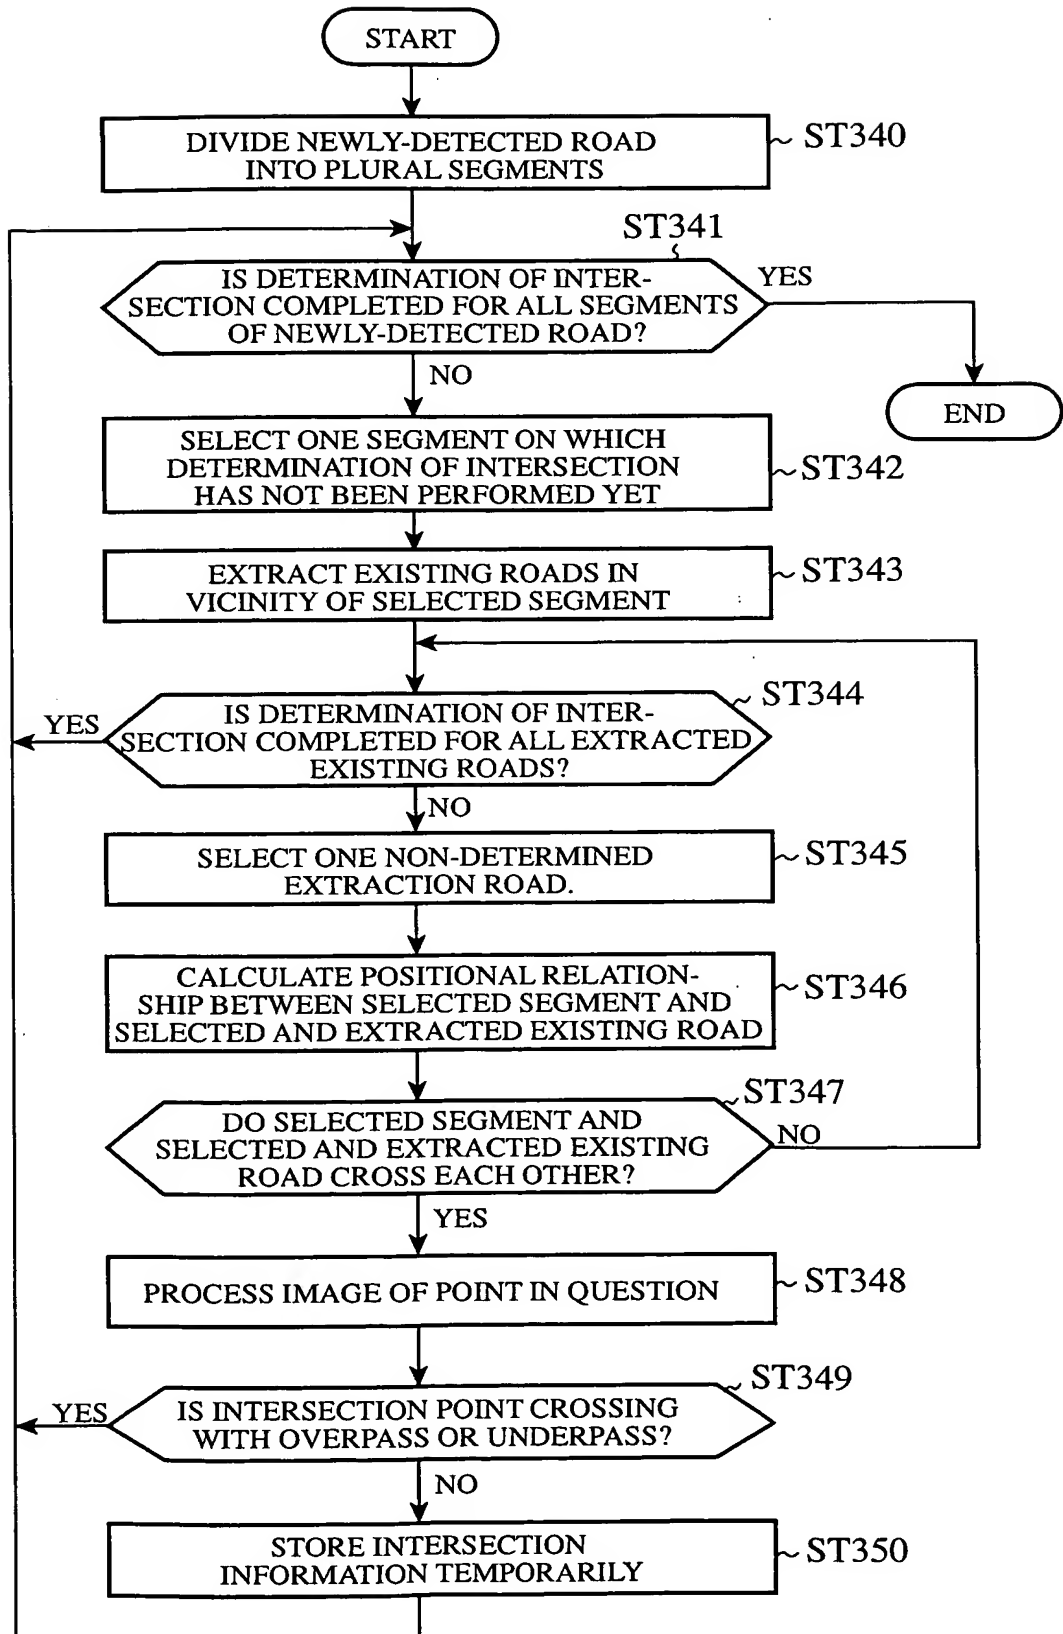 START
DIVIDE NEWLY-DETECTED ROAD
INTO PLURAL SEGMENTS
ST340
ST341
IS DETERMINATION OF INTER-
SECTION COMPLETED FOR ALL SEGMENTS
OF NEWLY-DETECTED ROAD?
YES
NO
END
SELECT ONE SEGMENT ON WHICH
DETERMINATION OF INTERSECTION
HAS NOT BEEN PERFORMED YET
ST342
EXTRACT EXISTING ROADS IN
VICINITY OF SELECTED SEGMENT
ST343
ST344
IS DETERMINATION OF INTER-
SECTION COMPLETED FOR ALL EXTRACTED
EXISTING ROADS?
YES
NO
SELECT ONE NON-DETERMINED
EXTRACTION ROAD.
ST345
CALCULATE POSITIONAL RELATION-
SHIP BETWEEN SELECTED SEGMENT AND
SELECTED AND EXTRACTED EXISTING ROAD
ST346
ST347
DO SELECTED SEGMENT AND
SELECTED AND EXTRACTED EXISTING
ROAD CROSS EACH OTHER?
NO
YES
PROCESS IMAGE OF POINT IN QUESTION
ST348
ST349
IS INTERSECTION POINT CROSSING
WITH OVERPASS OR UNDERPASS?
YES
NO
STORE INTERSECTION
INFORMATION TEMPORARILY
ST350